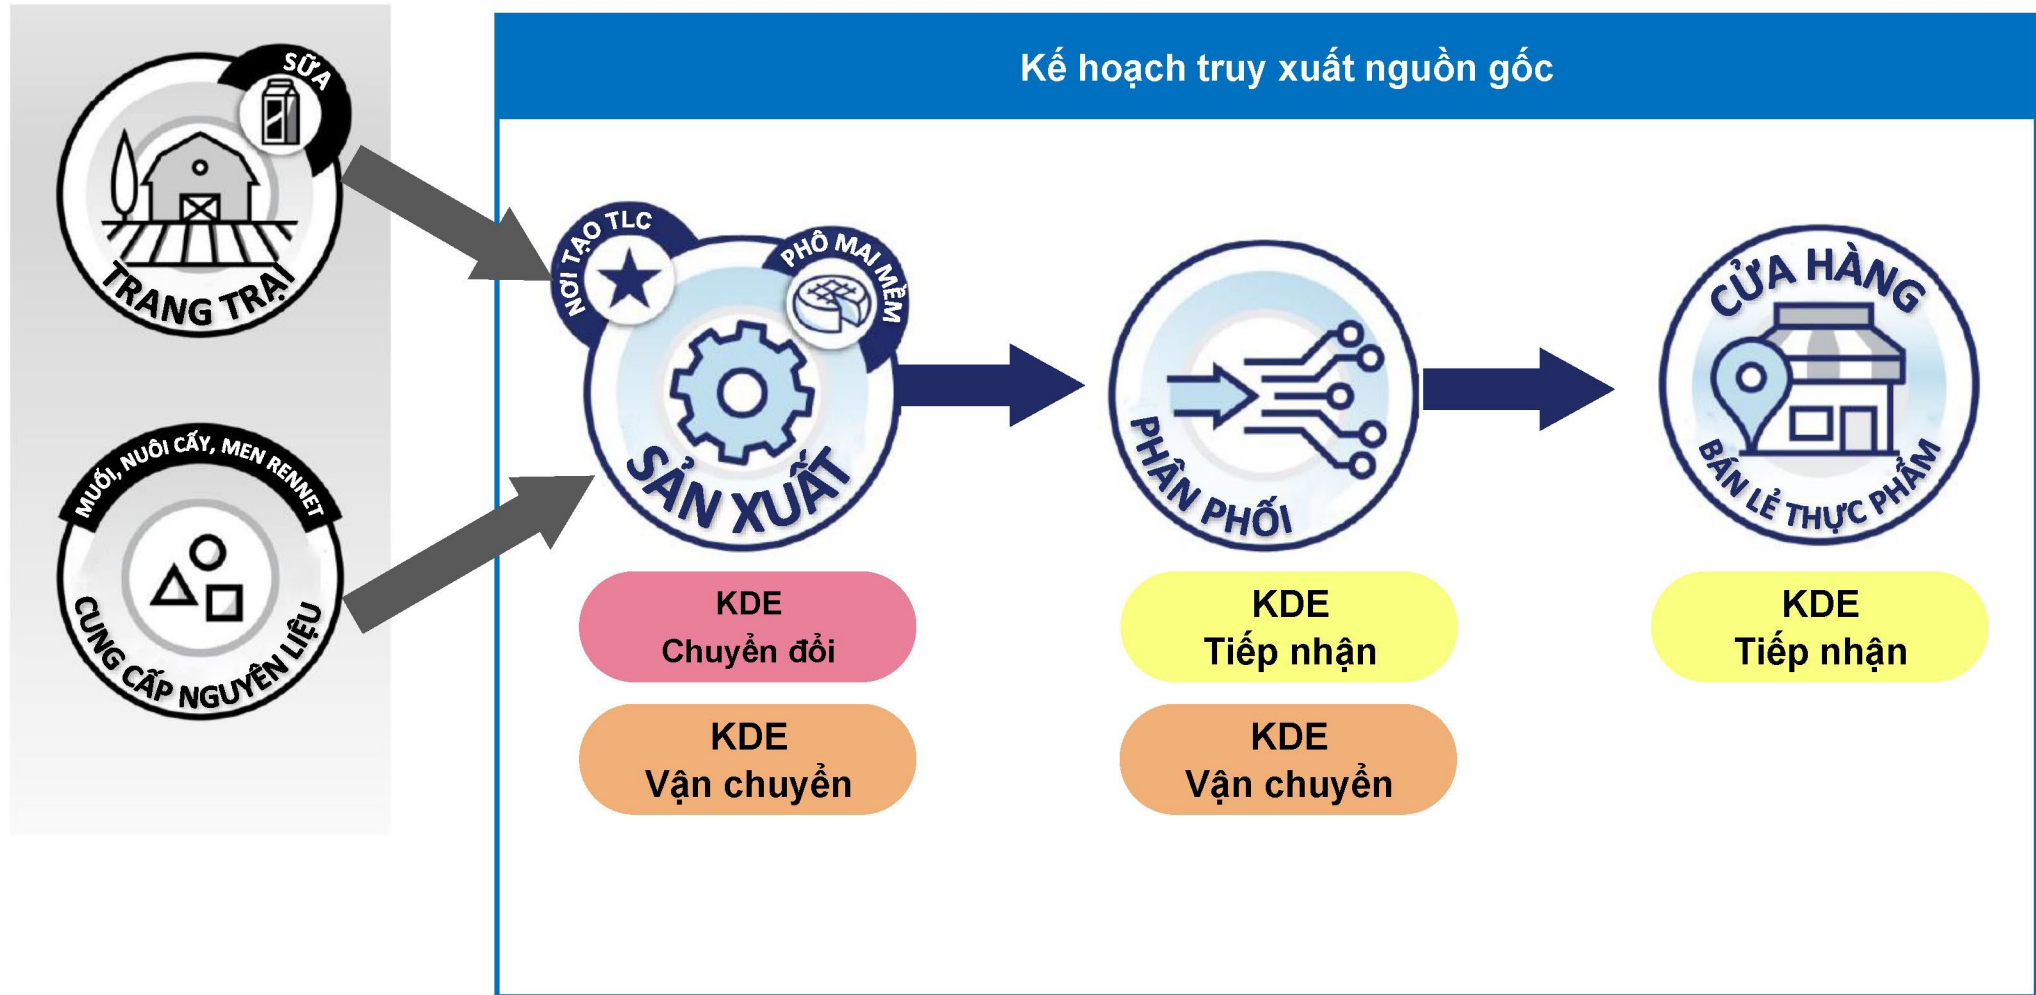 Kế hoạch truy xuất nguồn gốc
SỮA
TRANG TRẠI
MUỐI, NUÔI CẤY, MEN RENNET
CUNG CẤP NGUYÊN LIỆU
NƠI TẠO TLC
PHÔ MAI MỀM
SẢN XUẤT
KDE
Chuyển đổi
KDE
Vận chuyển
PHÂN PHỐI
KDE
Tiếp nhận
KDE
Vận chuyển
CỬA HÀNG
BÁN LẺ THỰC PHẨM
KDE
Tiếp nhận